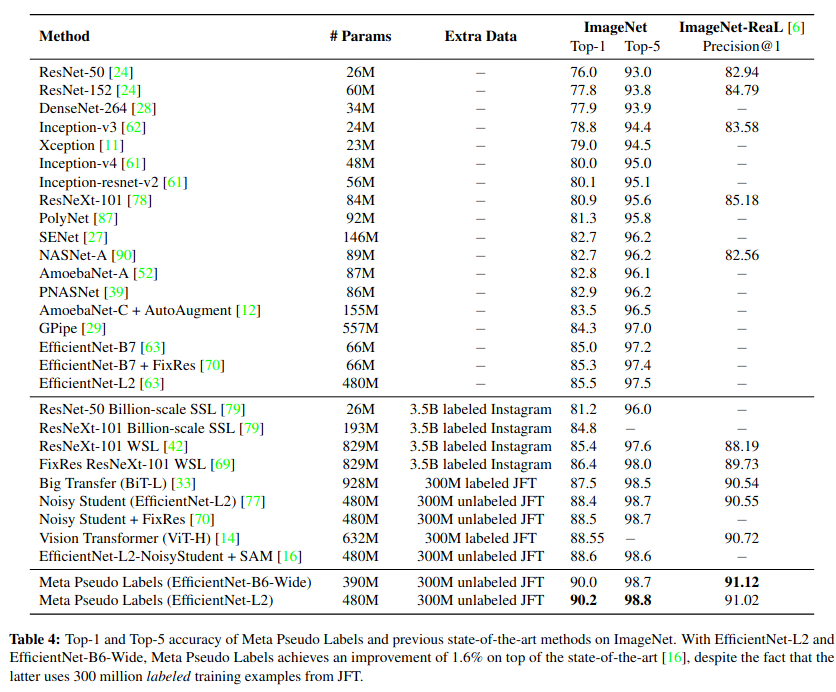 Method # Params Extra Data ImageNet ImageNet-ReaL [6]
Top-1 Top-5 Precision@1
ResNet-50 [24] 26M − 76.0 93.0 82.94
ResNet-152 [24] 60M − 77.8 93.8 84.79
DenseNet-264 [28] 34M − 77.9 93.9 −
Inception-v3 [62] 24M − 78.8 94.4 83.58
Xception [11] 23M − 79.0 94.5 −
Inception-v4 [61] 48M − 80.0 95.0 −
Inception-resnet-v2 [61] 56M − 80.1 95.1 −
ResNeXt-101 [78] 84M − 80.9 95.6 85.18
PolyNet [87] 92M − 81.3 95.8 −
SENet [27] 146M − 82.7 96.2 −
NASNet-A [90] 89M − 82.7 96.2 82.56
AmoebaNet-A [52] 87M − 82.8 96.1 −
PNASNet [39] 86M − 82.9 96.2 −
AmoebaNet-C + AutoAugment [12] 155M − 83.5 96.5 −
GPipe [29] 557M − 84.3 97.0 −
EfficientNet-B7 [63] 66M − 85.0 97.2 −
EfficientNet-B7 + FixRes [70] 66M − 85.3 97.4 −
EfficientNet-L2 [63] 480M − 85.5 97.5 −
ResNet-50 Billion-scale SSL [79] 26M 3.5B labeled Instagram 81.2 96.0 −
ResNeXt-101 Billion-scale SSL [79] 193M 3.5B labeled Instagram 84.8 − −
ResNeXt-101 WSL [42] 829M 3.5B labeled Instagram 85.4 97.6 88.19
FixRes ResNeXt-101 WSL [69] 829M 3.5B labeled Instagram 86.4 98.0 89.73
Big Transfer (BiT-L) [33] 928M 300M labeled JFT 87.5 98.5 90.54
Noisy Student (EfficientNet-L2) [77] 480M 300M unlabeled JFT 88.4 98.7 90.55
Noisy Student + FixRes [70] 480M 300M unlabeled JFT 88.5 98.7 −
Vision Transformer (ViT-H) [14] 632M 300M labeled JFT 88.55 − 90.72
EfficientNet-L2-NoisyStudent + SAM [16] 480M 300M unlabeled JFT 88.6 98.6 −
Meta Pseudo Labels (EfficientNet-B6-Wide) 390M 300M unlabeled JFT 90.0 98.7 91.12
Meta Pseudo Labels (EfficientNet-L2) 480M 300M unlabeled JFT 90.2 98.8 91.02
Table 4: Top-1 and Top-5 accuracy of Meta Pseudo Labels and previous state-of-the-art methods on ImageNet. With EfficientNet-L2 and
EfficientNet-B6-Wide, Meta Pseudo Labels achieves an improvement of 1.6% on top of the state-of-the-art [16], despite the fact that the
latter uses 300 million labeled training examples from JFT.